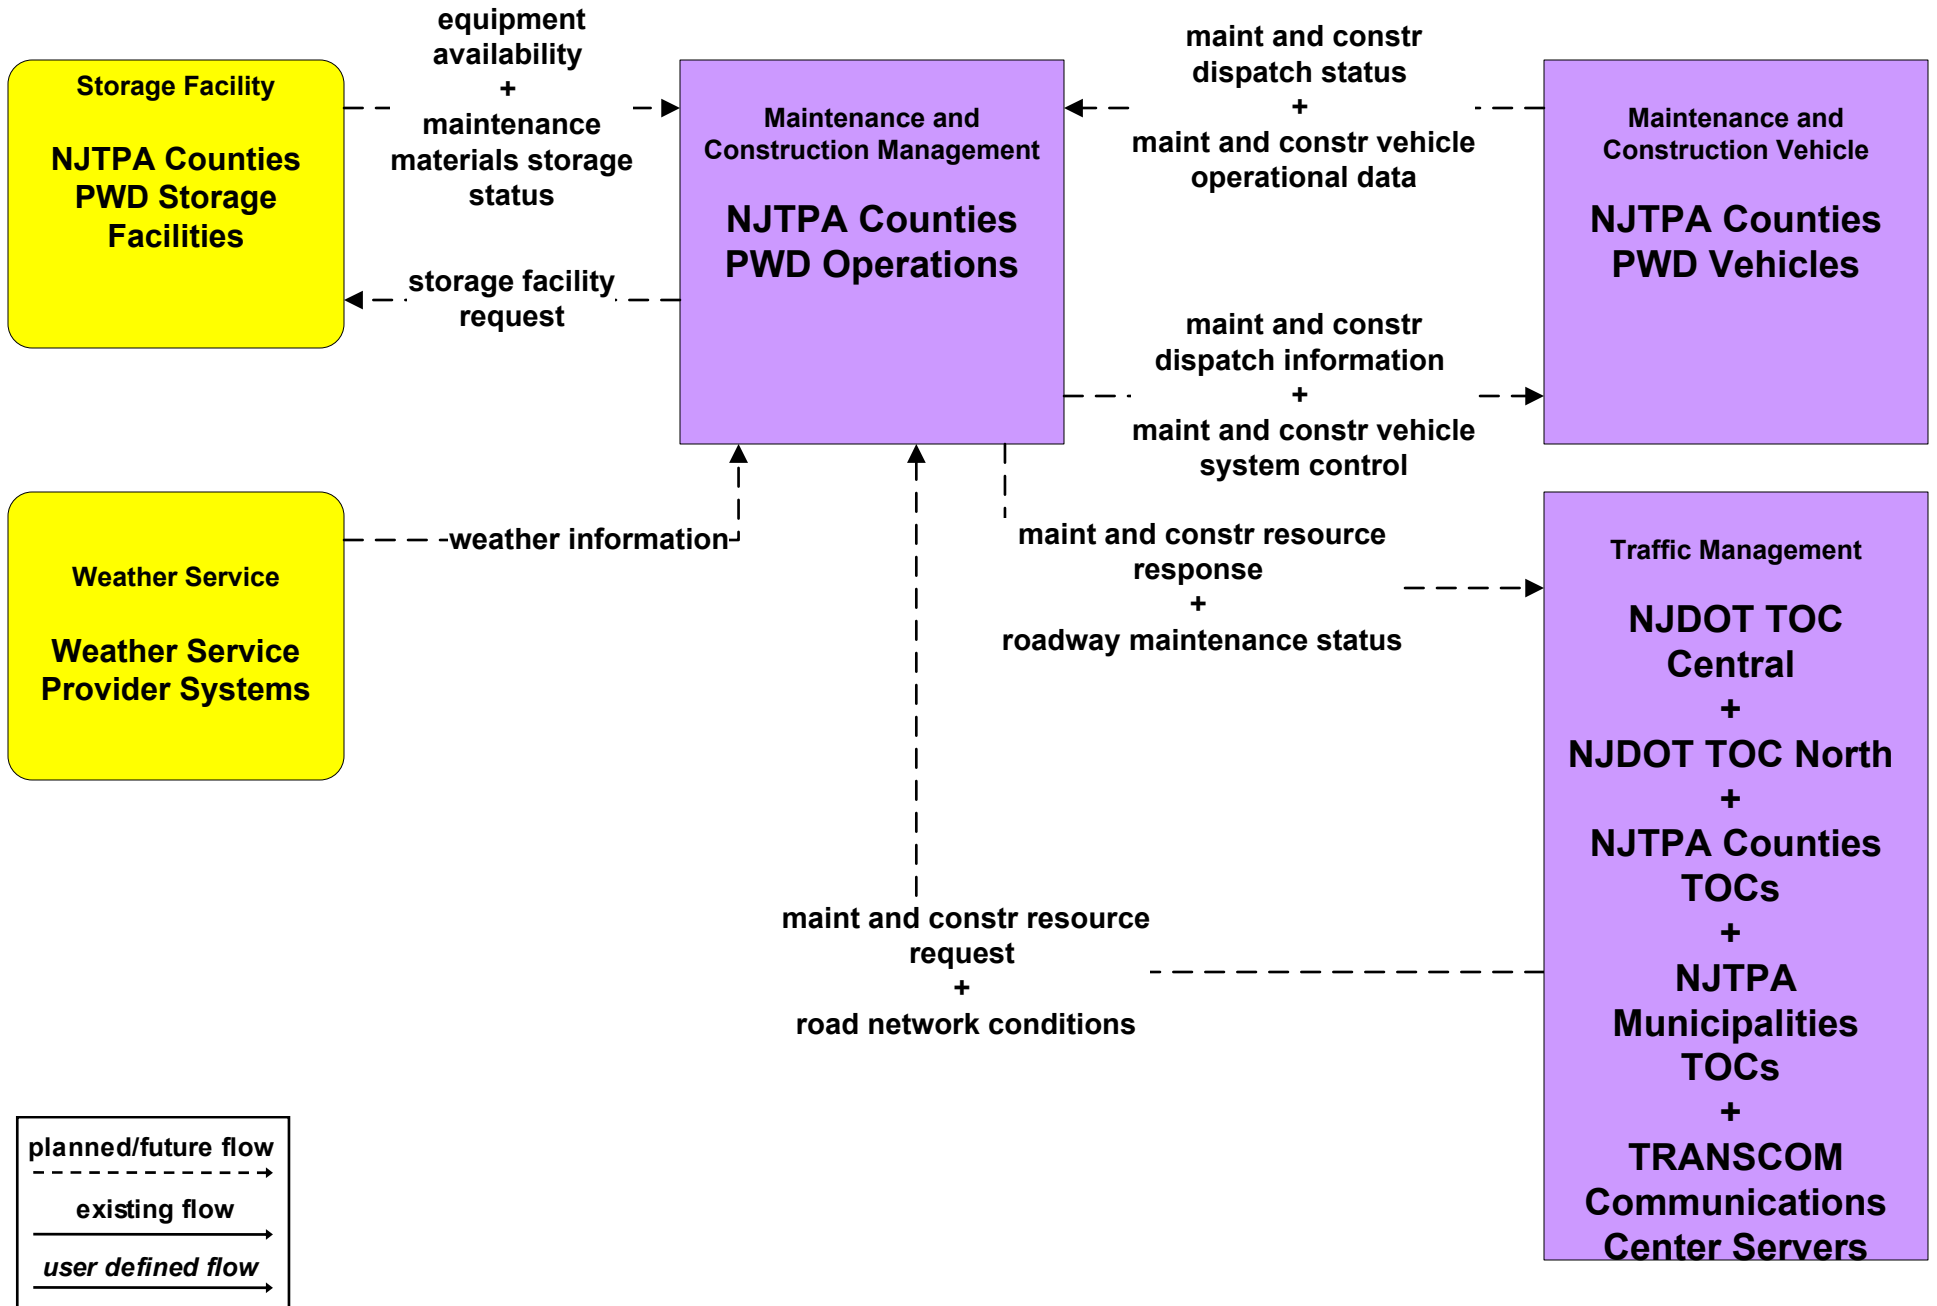 equipment
availability
+
maintenance
materials storage
status
storage facility
request
Storage Facility
NJTPA Counties
PWD Storage
Facilities
Maintenance and
Construction Management
NJTPA Counties
PWD Operations
maint and constr
dispatch status
+
maint and constr vehicle
operational data
maint and constr
dispatch information
+
maint and constr vehicle
system control
Maintenance and
Construction Vehicle
NJTPA Counties
PWD Vehicles
Weather Service
Weather Service
Provider Systems
weather information
maint and constr resource
response
+
roadway maintenance status
maint and constr resource
request
+
road network conditions
Traffic Management
NJDOT TOC
Central
+
NJDOT TOC North
+
NJTPA Counties
TOCs
+
NJTPA
Municipalities
TOCs
+
TRANSCOM
Communications
Center Servers
planned/future flow
existing flow
user defined flow